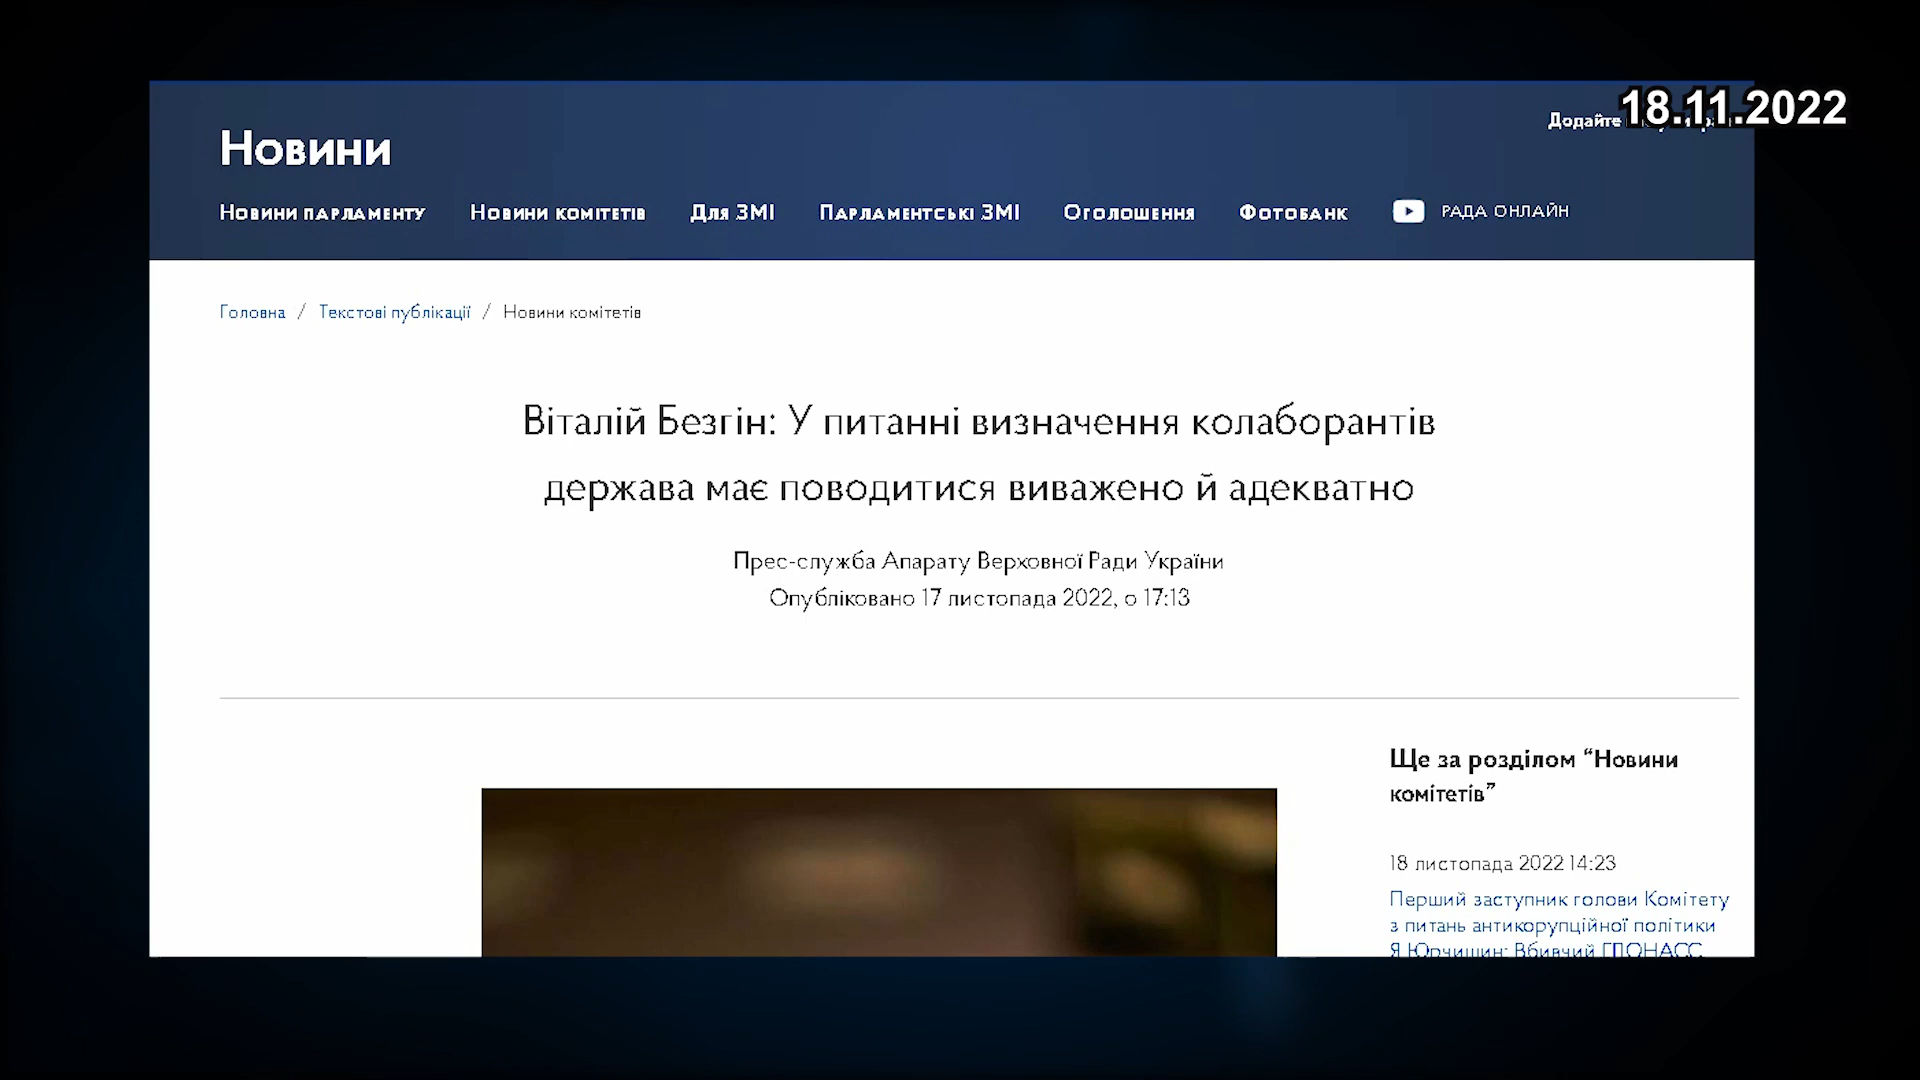 18.11.2022
Додайте
Новини
Новини парламенту Новини комітетів Для ЗМІ Парламентські ЗМІ Оголошення Фотобанк РАДА ОНЛАЙН
Головна / Текстові публікації / Новини комітетів
Віталій Безгін: У питанні визначення колаборантів
держава має поводитися виважено й адекватно
Прес-служба Апарату Верховної Ради України
Опубліковано 17 листопада 2022, о 17:13
Ще за розділом “Новини
комітетів”
18 листопада 2022 14:23
Перший заступник голови Комітету
з питань антикорупційної політики
Я.Юрчишин: Вбивчий ГЛОНАСС